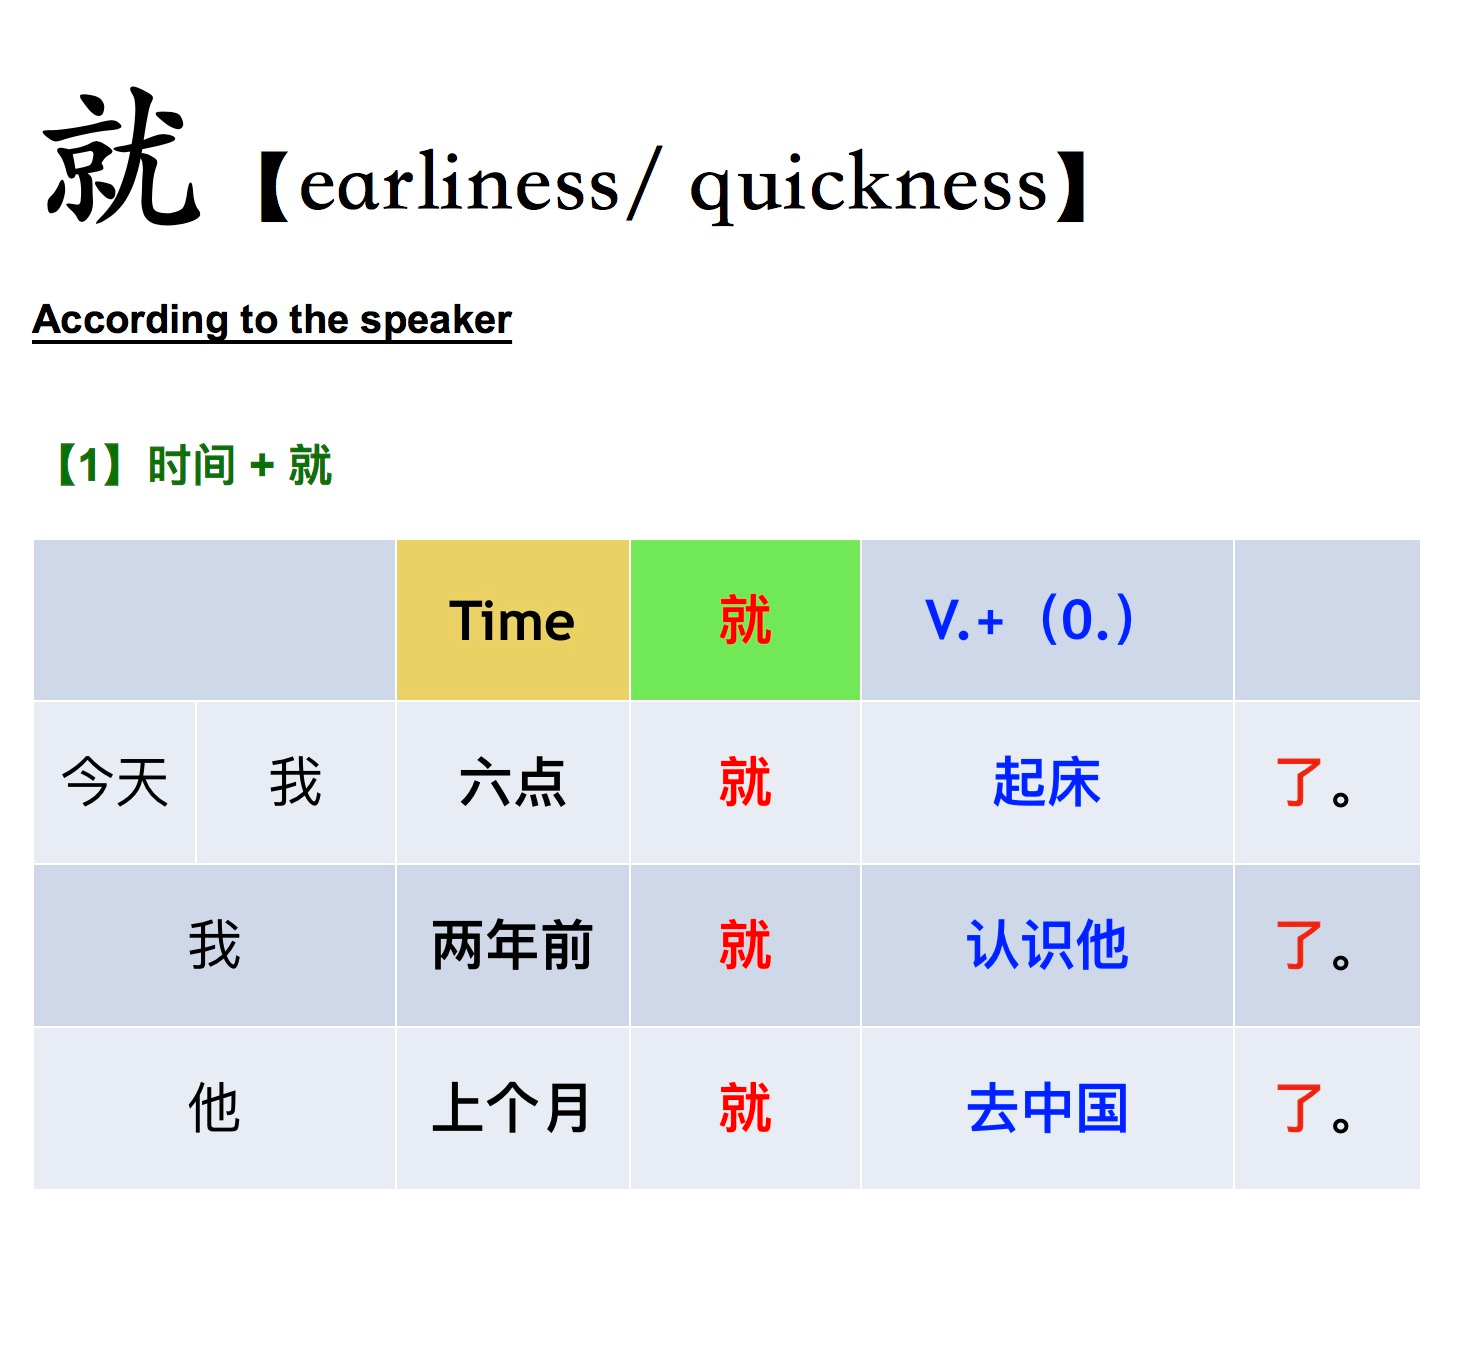 就【earliness/ quickness】
According to the speaker
【1】时间 + 就
Time 就 V.+（O.）
今天 我 六点 就 起床 了。
我 两年前 就 认识他 了。
他 上个月 就 去中国 了。